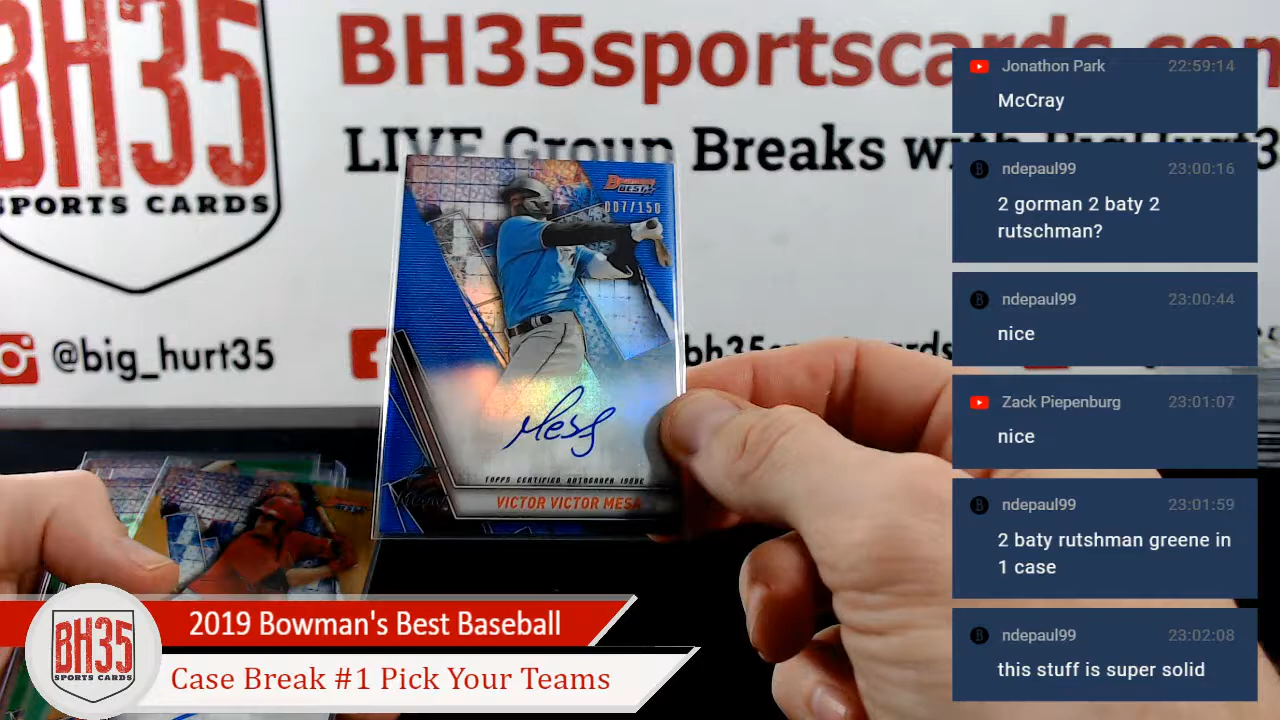 BH35
SPORTS CARDS
BH35sportscards.com
LIVE Group Breaks with BigHurt3
@big_hurt35
bh35
BOWMAN'S
BEST
007/150
Mesa
TOPPS CERTIFIED AUTOGRAPH ISSUE
VICTOR VICTOR MESA
BH35
SPORTS CARDS
2019 Bowman's Best Baseball
Case Break #1 Pick Your Teams
Jonathon Park 22:59:14
McCray
ndepaul99 23:00:16
2 gorman 2 baty 2
rutschman?
ndepaul99 23:00:44
nice
Zack Piepenburg 23:01:07
nice
ndepaul99 23:01:59
2 baty rutshman greene in
1 case
ndepaul99 23:02:08
this stuff is super solid